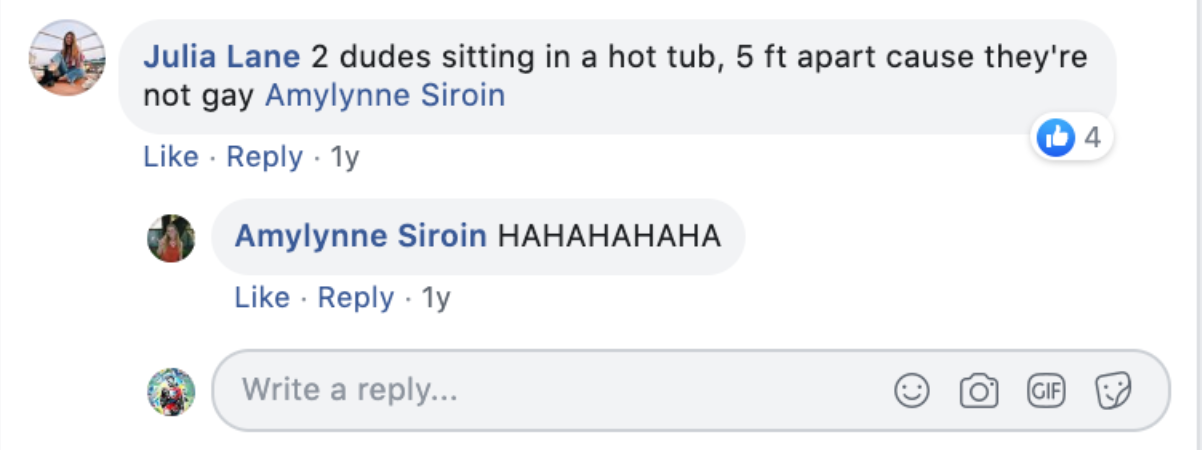 Julia Lane 2 dudes sitting in a hot tub, 5 ft apart cause they're
not gay Amylynne Siroin
4
Like · Reply · 1y
Amylynne Siroin HAHAHAHAHA
Like · Reply · 1y
Write a reply...
GIF